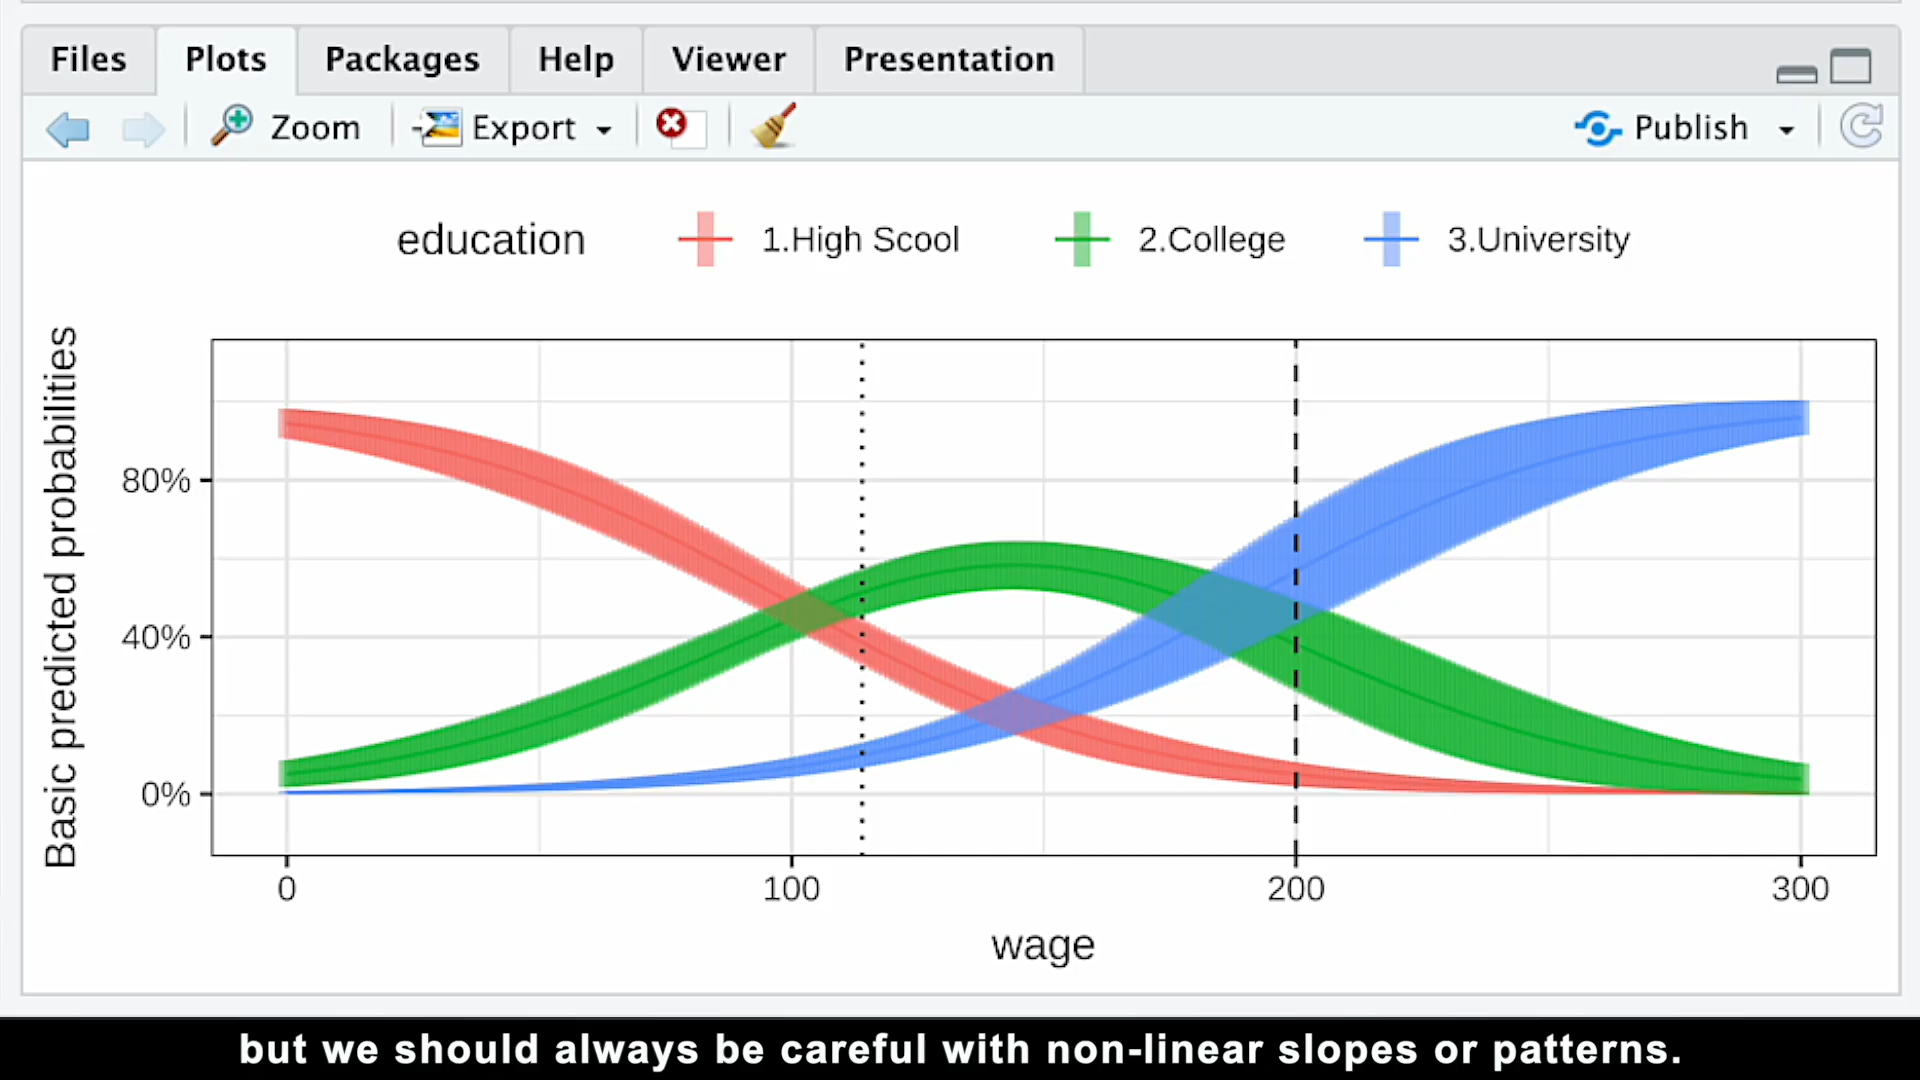 Files Plots Packages Help Viewer Presentation
Zoom Export Publish
education 1.High Scool 2.College 3.University
Basic predicted probabilities
80%
40%
0%
0 100 200 300
wage
but we should always be careful with non-linear slopes or patterns.